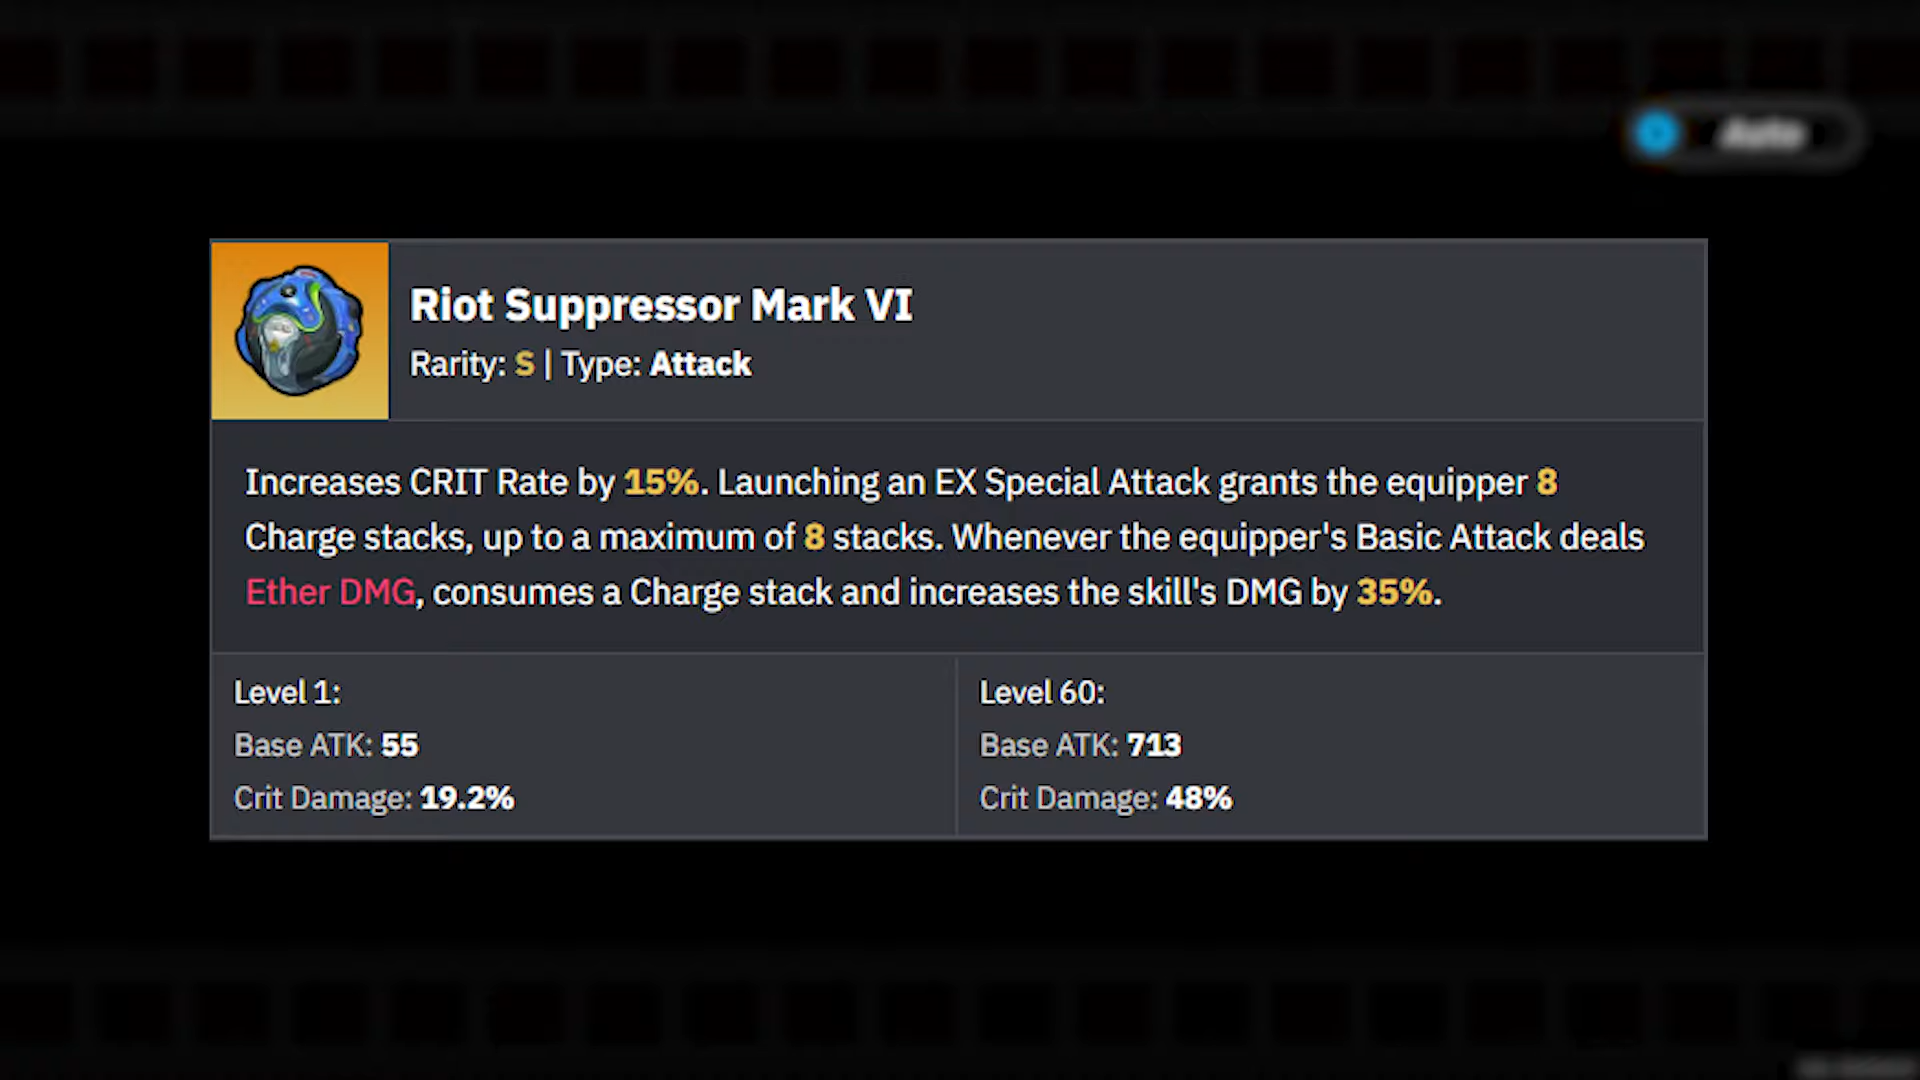 Auto
Riot Suppressor Mark VI
Rarity: S | Type: Attack
Increases CRIT Rate by 15%. Launching an EX Special Attack grants the equipper 8
Charge stacks, up to a maximum of 8 stacks. Whenever the equipper's Basic Attack deals
Ether DMG, consumes a Charge stack and increases the skill's DMG by 35%.
Level 1:
Base ATK: 55
Crit Damage: 19.2%
Level 60:
Base ATK: 713
Crit Damage: 48%